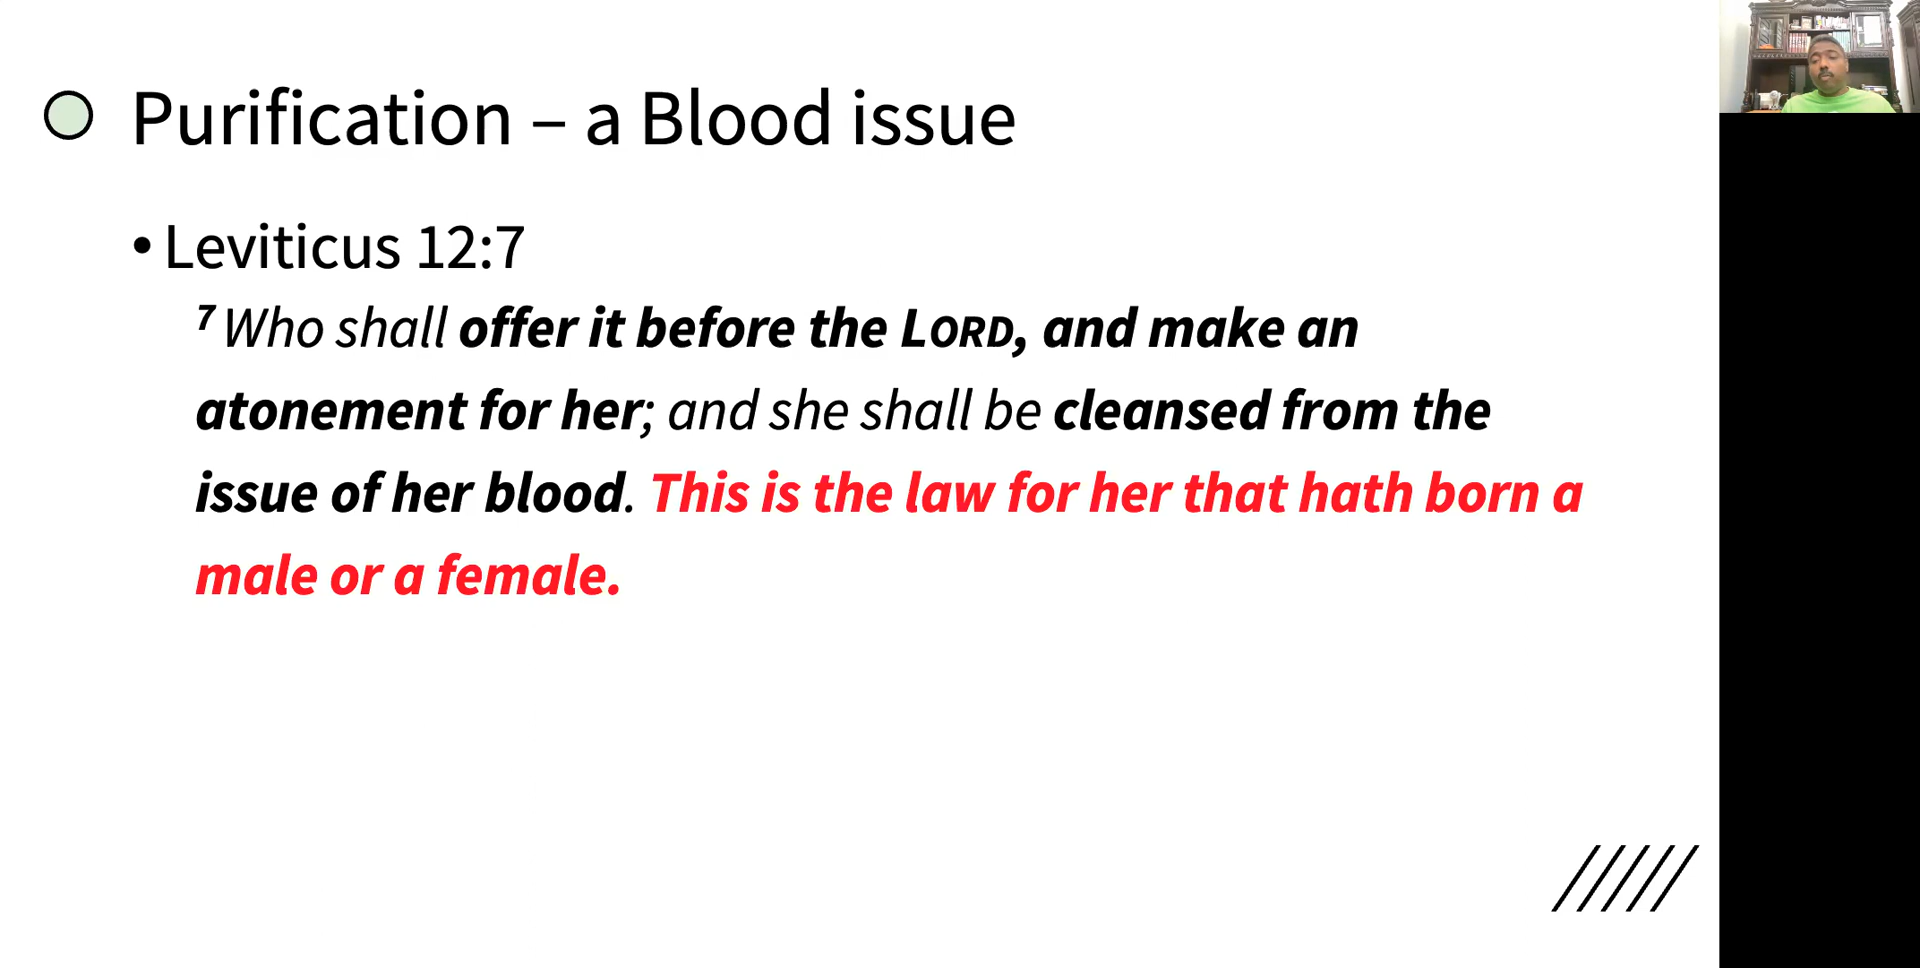 Purification – a Blood issue
• Leviticus 12:7
7 Who shall offer it before the LORD, and make an
atonement for her; and she shall be cleansed from the
issue of her blood. This is the law for her that hath born a
male or a female.